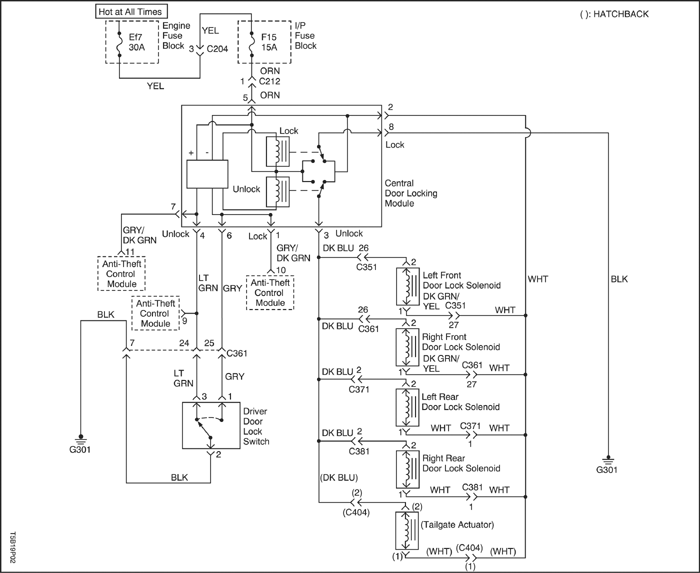 Hot at All Times
( ): HATCHBACK
Engine
Fuse
Block
Ef7
30A
YEL
3
C204
YEL
F15
15A
I/P
Fuse
Block
ORN
1
C212
ORN
5
2
8
Lock
Lock
+
-
Unlock
Central
Door Locking
Module
7
Unlock
4
6
Lock
1
3
Unlock
GRY/
DK GRN
11
Anti-Theft
Control
Module
GRY/
DK GRN
10
Anti-Theft
Control
Module
LT
GRN
GRY
Anti-Theft
Control
Module
9
BLK
7
24
25
C361
LT
GRN
GRY
3
1
Driver
Door
Lock
Switch
2
BLK
G301
DK BLU
26
C351
2
Left Front
Door Lock Solenoid
DK GRN/
YEL
1
C351
27
WHT
26
DK BLU
C361
2
Right Front
Door Lock Solenoid
DK GRN/
YEL
1
C361
27
WHT
DK BLU
2
C371
2
Left Rear
Door Lock Solenoid
1
WHT
C371
1
WHT
DK BLU
2
C381
2
Right Rear
Door Lock Solenoid
1
WHT
C381
1
WHT
(DK BLU)
(2)
(C404)
(2)
(Tailgate Actuator)
(1)
(WHT)
(C404)
(1)
(WHT)
WHT
BLK
G301
TSB19P02